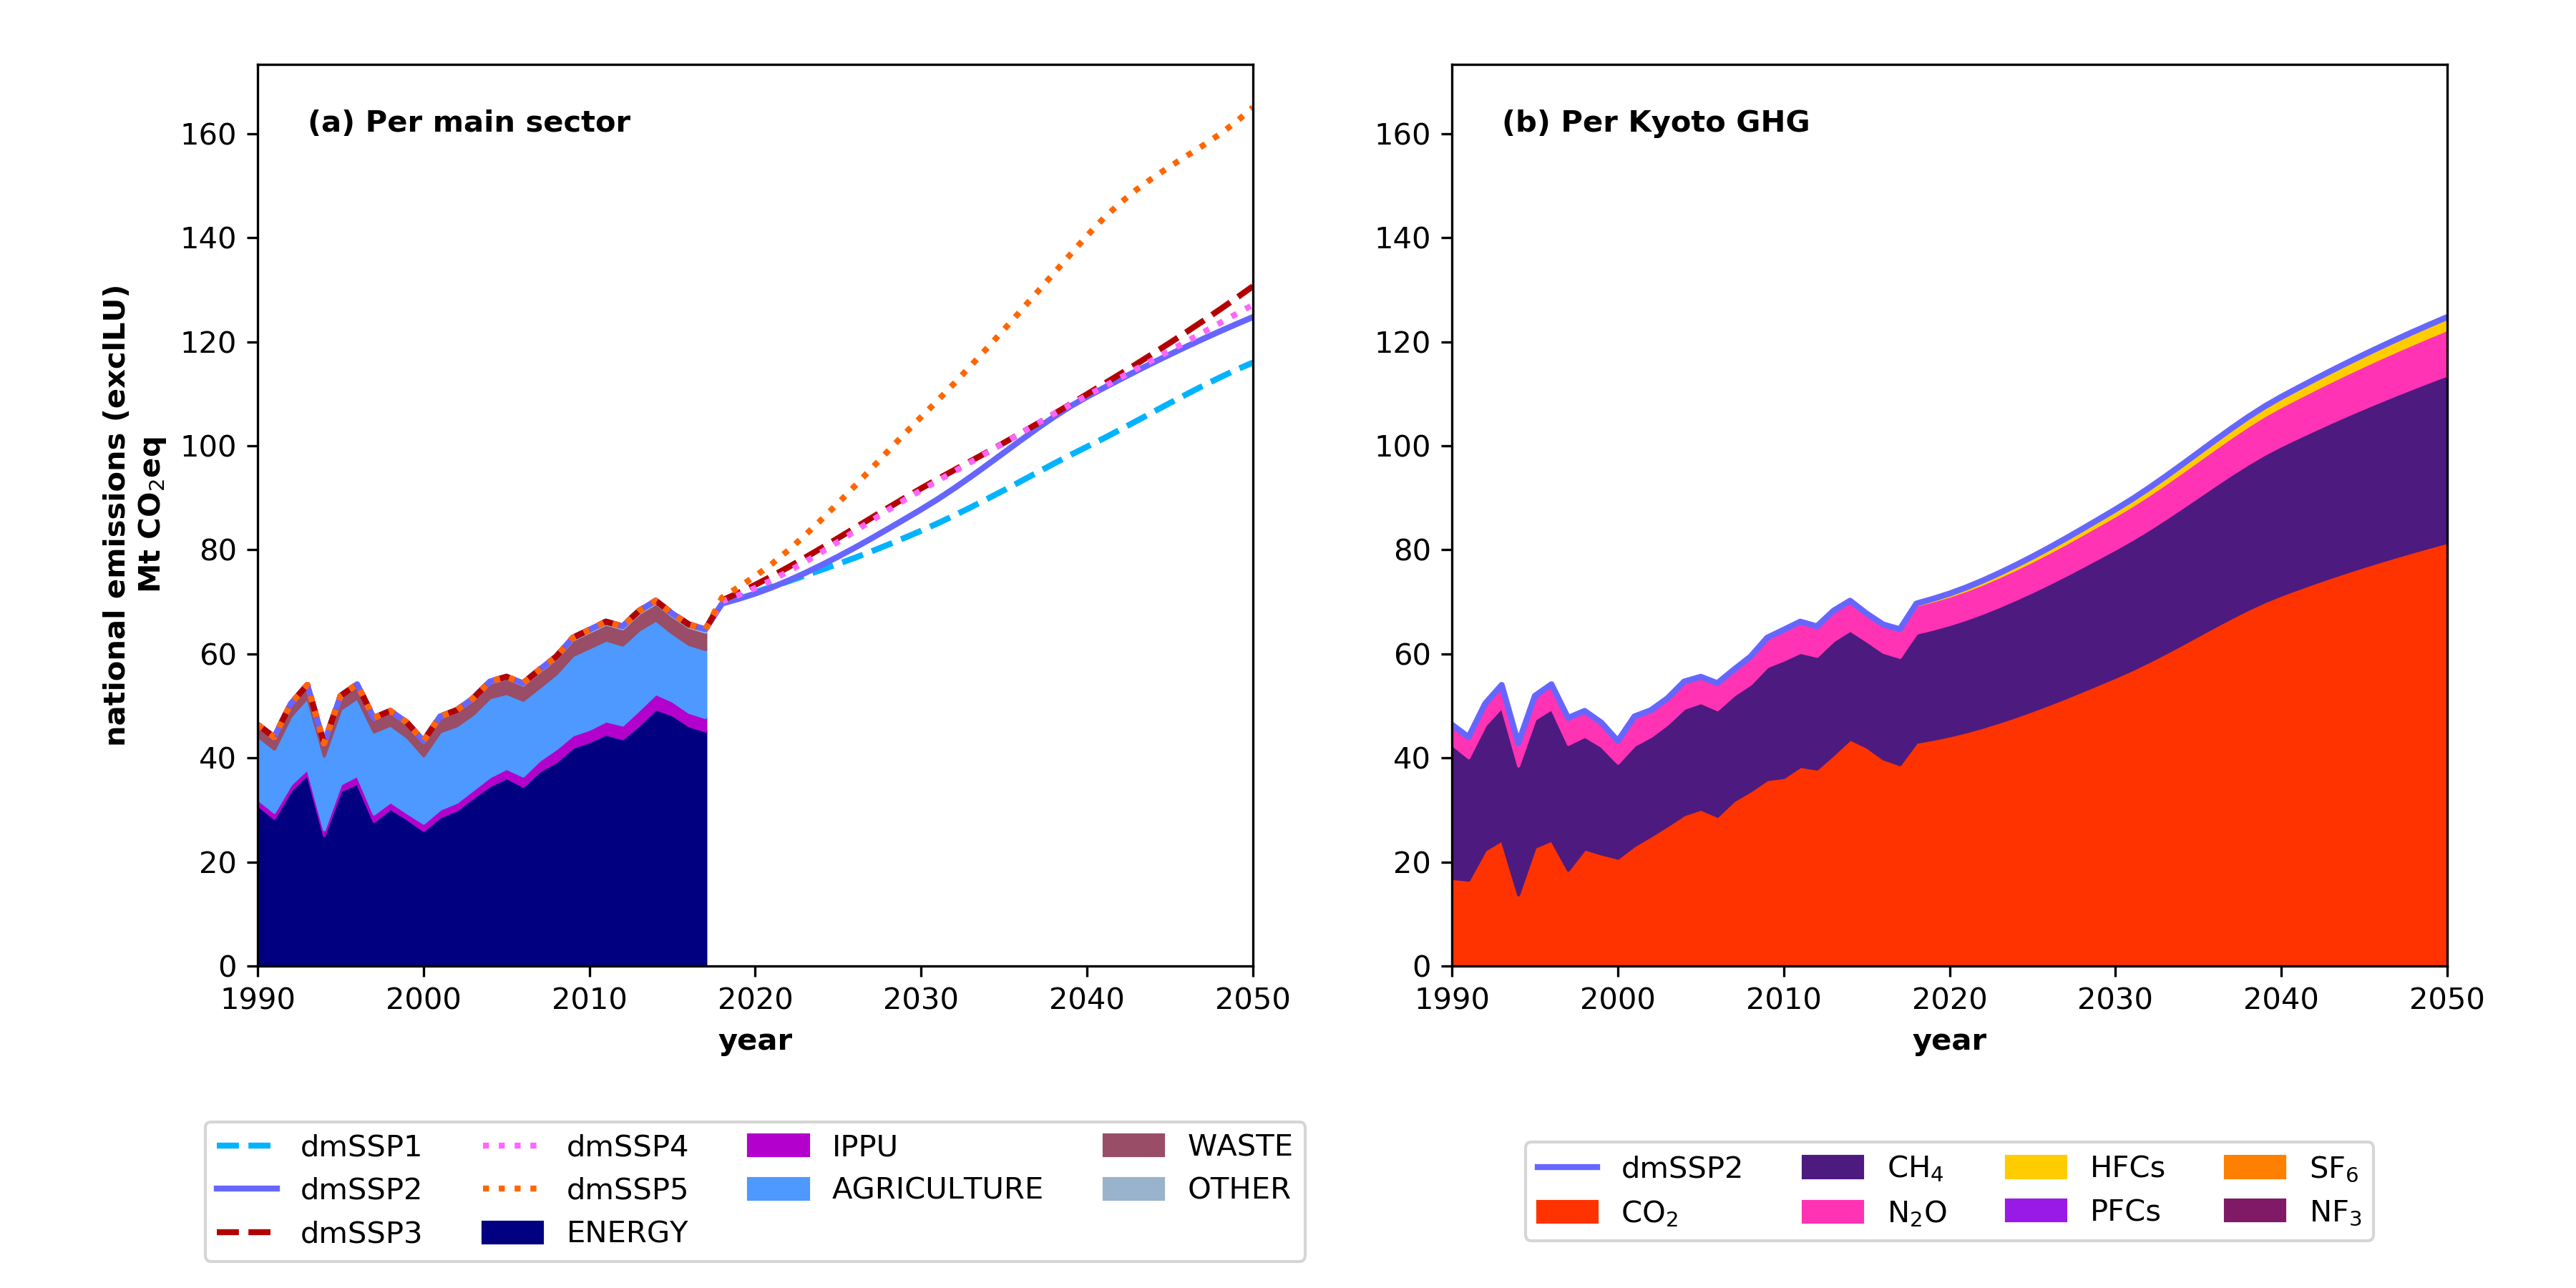 (a) Per main sector
national emissions (exclLU)
Mt CO₂eq
160
140
120
100
80
60
40
20
0
1990 2000 2010 2020 2030 2040 2050
year
dmSSP1 dmSSP4 IPPU WASTE
dmSSP2 dmSSP5 AGRICULTURE OTHER
dmSSP3 ENERGY
(b) Per Kyoto GHG
160
140
120
100
80
60
40
20
0
1990 2000 2010 2020 2030 2040 2050
year
dmSSP2 CH₄ HFCs SF₆
CO₂ N₂O PFCs NF₃